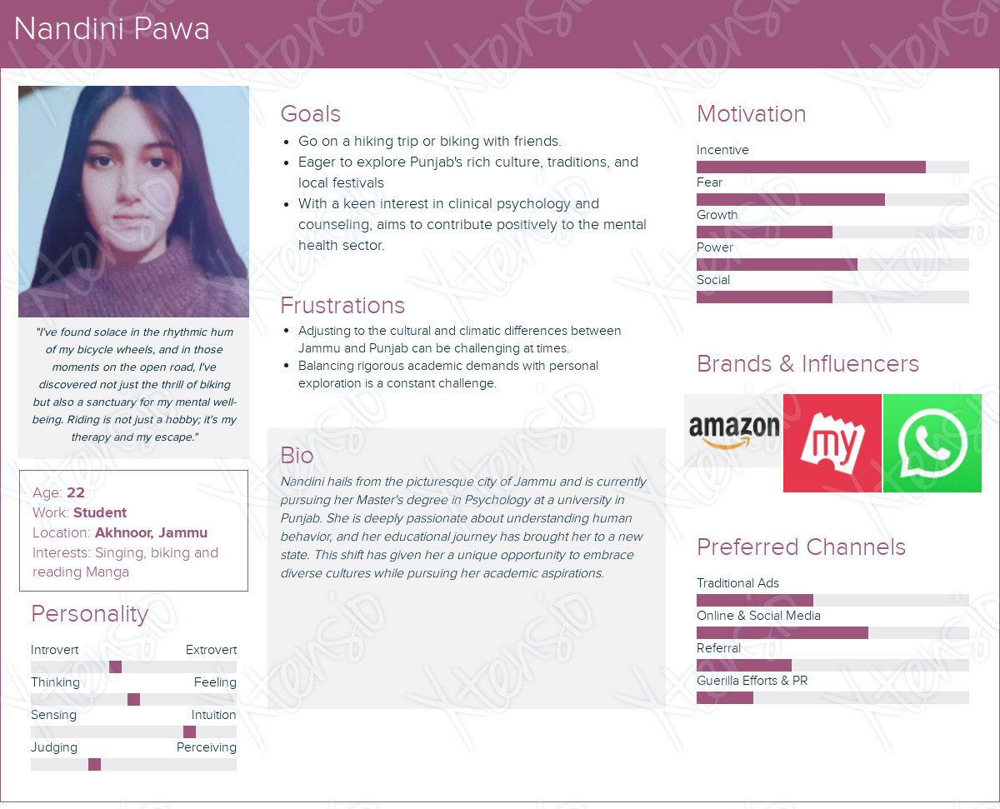 Nandini Pawa
"I've found solace in the rhythmic hum
of my bicycle wheels, and in those
moments on the open road, I've
discovered not just the thrill of biking
but also a sanctuary for my mental well-
being. Riding is not just a hobby; it's my
therapy and my escape."
Age: 22
Work: Student
Location: Akhnoor, Jammu
Interests: Singing, biking and
reading Manga
Personality
Introvert Extrovert
Thinking Feeling
Sensing Intuition
Judging Perceiving
Goals
• Go on a hiking trip or biking with friends.
• Eager to explore Punjab's rich culture, traditions, and
local festivals
• With a keen interest in clinical psychology and
counseling, aims to contribute positively to the mental
health sector.
Frustrations
• Adjusting to the cultural and climatic differences between
Jammu and Punjab can be challenging at times.
• Balancing rigorous academic demands with personal
exploration is a constant challenge.
Bio
Nandini hails from the picturesque city of Jammu and is currently
pursuing her Master's degree in Psychology at a university in
Punjab. She is deeply passionate about understanding human
behavior, and her educational journey has brought her to a new
state. This shift has given her a unique opportunity to embrace
diverse cultures while pursuing her academic aspirations.
Motivation
Incentive
Fear
Growth
Power
Social
Brands & Influencers
amazon
my
Preferred Channels
Traditional Ads
Online & Social Media
Referral
Guerilla Efforts & PR
Xtensio